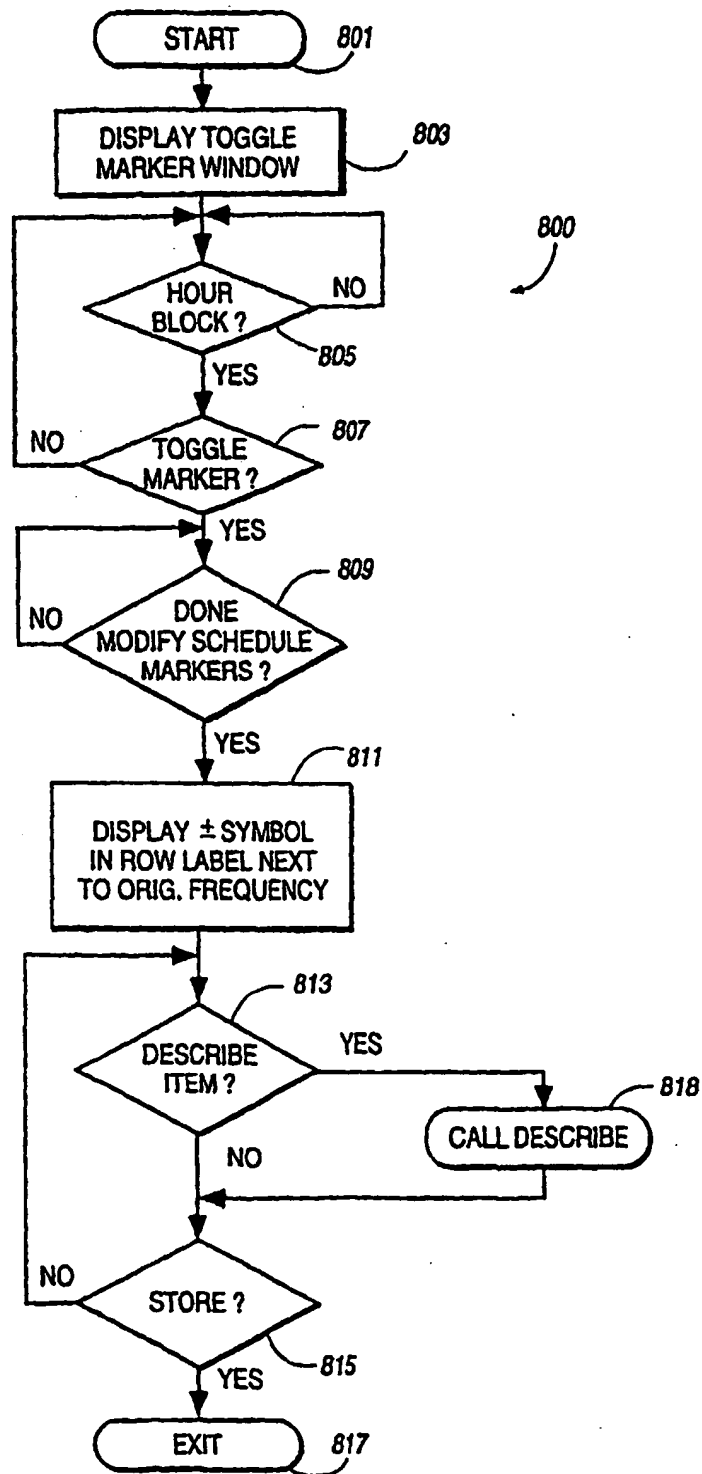 START
801
DISPLAY TOGGLE
MARKER WINDOW
803
800
HOUR
BLOCK ?
NO
805
YES
807
NO
TOGGLE
MARKER ?
YES
809
NO
DONE
MODIFY SCHEDULE
MARKERS ?
YES
811
DISPLAY ± SYMBOL
IN ROW LABEL NEXT
TO ORIG. FREQUENCY
813
DESCRIBE
ITEM ?
YES
818
CALL DESCRIBE
NO
NO
STORE ?
815
YES
EXIT
817